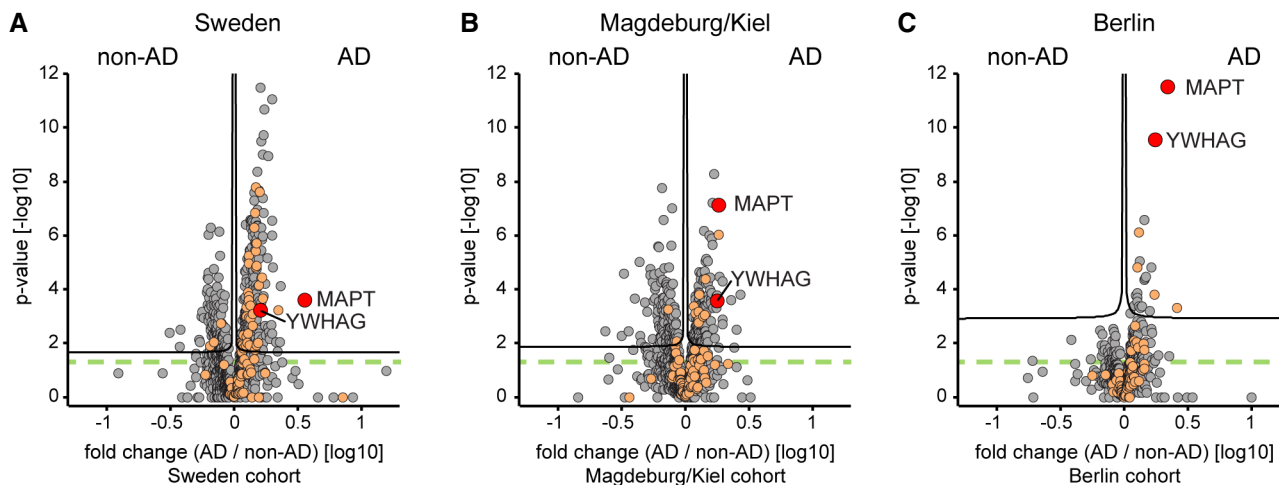 A
Sweden
non-AD
AD
p-value [-log10]
12
10
8
6
4
2
0
MAPT
YWHAG
-1
-0.5
0
0.5
1
fold change (AD / non-AD) [log10]
Sweden cohort
B
Magdeburg/Kiel
non-AD
AD
p-value [-log10]
12
10
8
6
4
2
0
MAPT
YWHAG
-1
-0.5
0
0.5
1
fold change (AD / non-AD) [log10]
Magdeburg/Kiel cohort
C
Berlin
non-AD
AD
p-value [-log10]
12
10
8
6
4
2
0
MAPT
YWHAG
-1
-0.5
0
0.5
1
fold change (AD / non-AD) [log10]
Berlin cohort